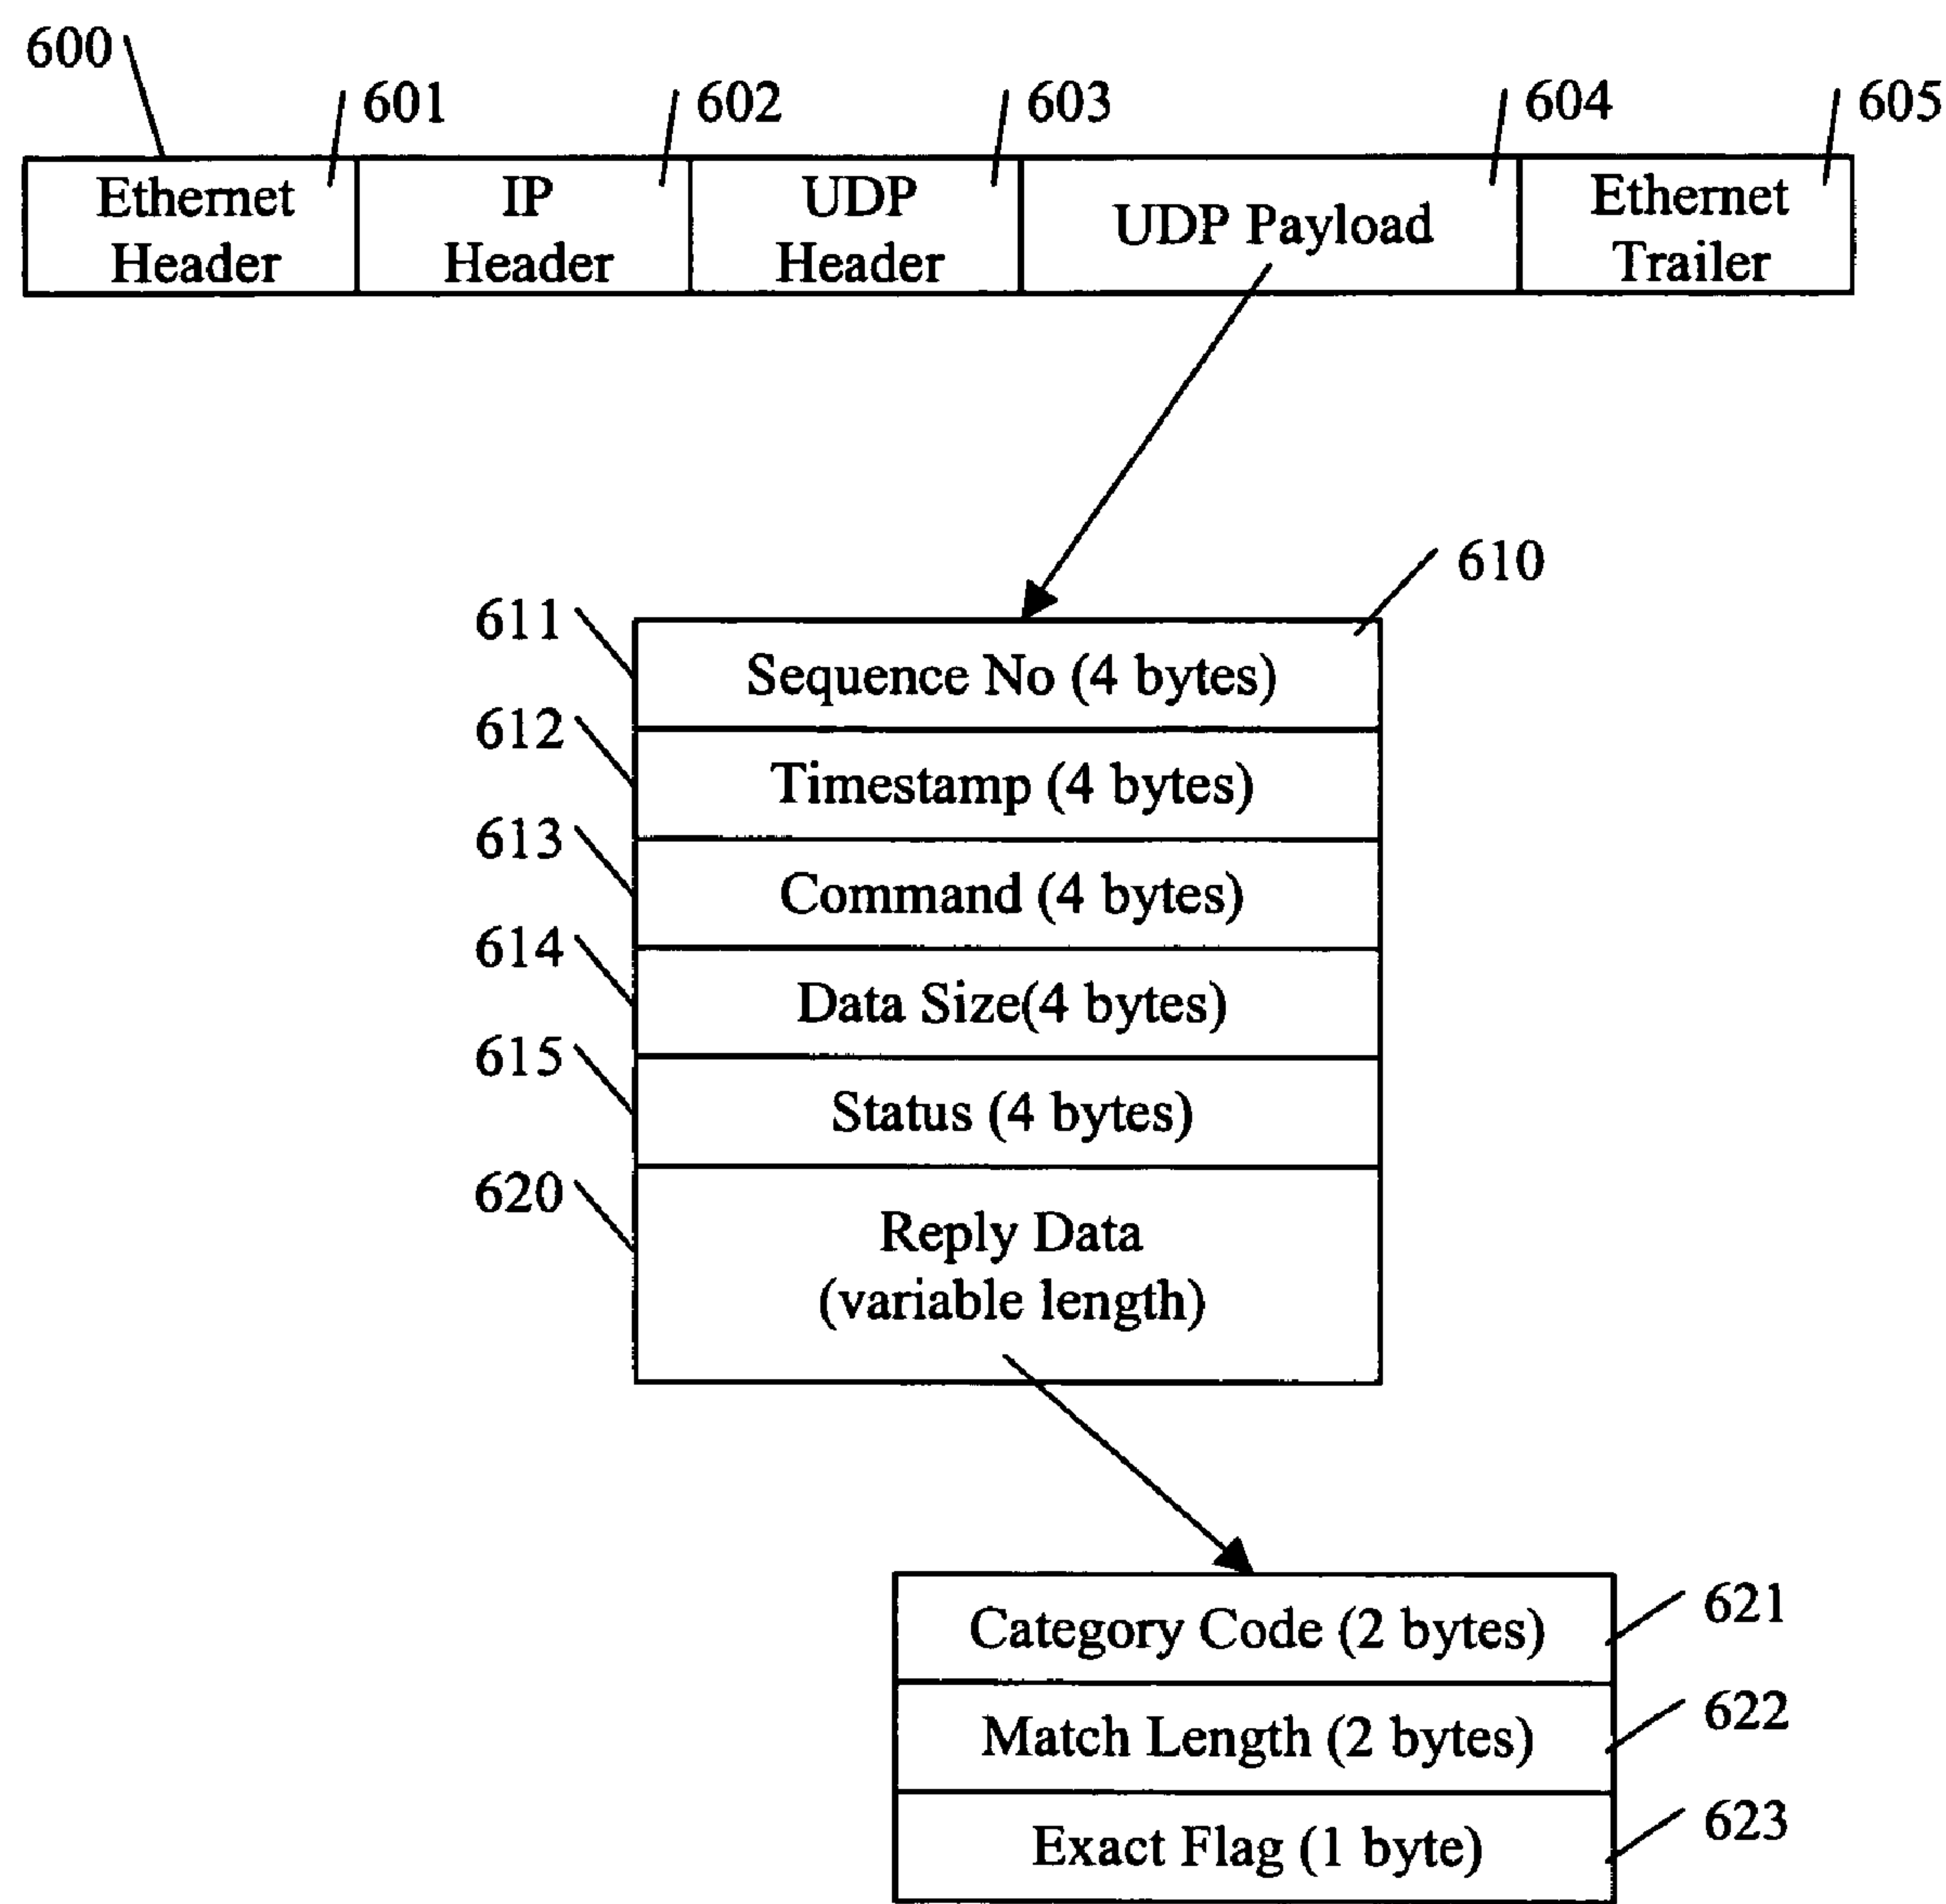 600
601
602
603
604
605
Ethernet
Header
IP
Header
UDP
Header
UDP Payload
Ethernet
Trailer
610
611
Sequence No (4 bytes)
612
Timestamp (4 bytes)
613
Command (4 bytes)
614
Data Size(4 bytes)
615
Status (4 bytes)
620
Reply Data
(variable length)
Category Code (2 bytes)
621
Match Length (2 bytes)
622
Exact Flag (1 byte)
623